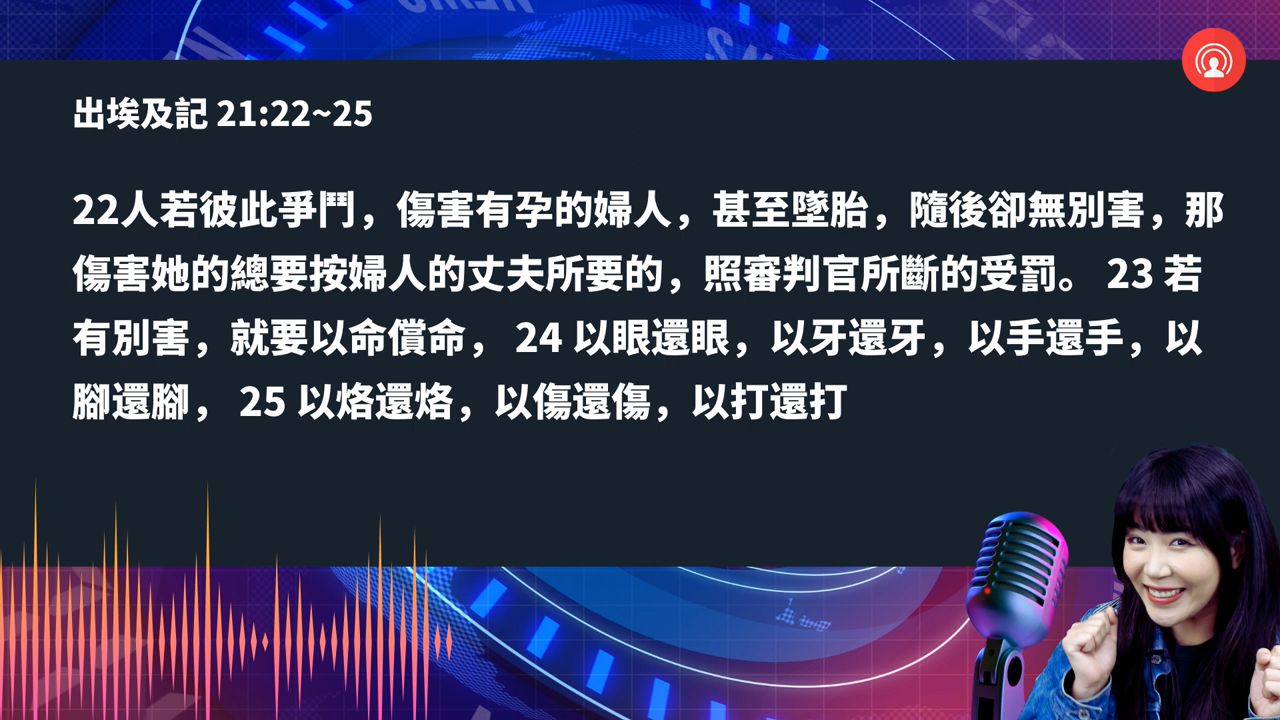 NEWS
NEWS
出埃及記 21:22~25
22人若彼此爭鬥，傷害有孕的婦人，甚至墜胎，隨後卻無別害，那
傷害她的總要按婦人的丈夫所要的，照審判官所斷的受罰。 23 若
有別害，就要以命償命， 24 以眼還眼，以牙還牙，以手還手，以
腳還腳， 25 以烙還烙，以傷還傷，以打還打